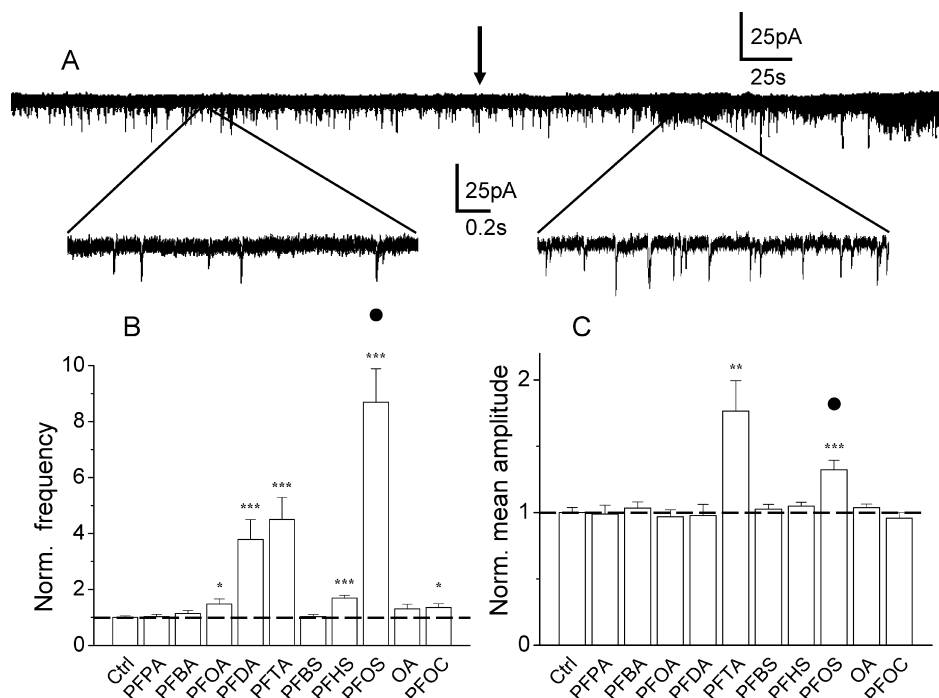 A
25pA
25s
25pA
0.2s
B
C
Norm. frequency
10
8
6
4
2
0
*
***
***
***
***
*
Ctrl
PFPA
PFBA
PFOA
PFDA
PFTA
PFBS
PFHS
PFOS
OA
PFOC
Norm. mean amplitude
2
1
0
**
***
Ctrl
PFPA
PFBA
PFOA
PFDA
PFTA
PFBS
PFHS
PFOS
OA
PFOC